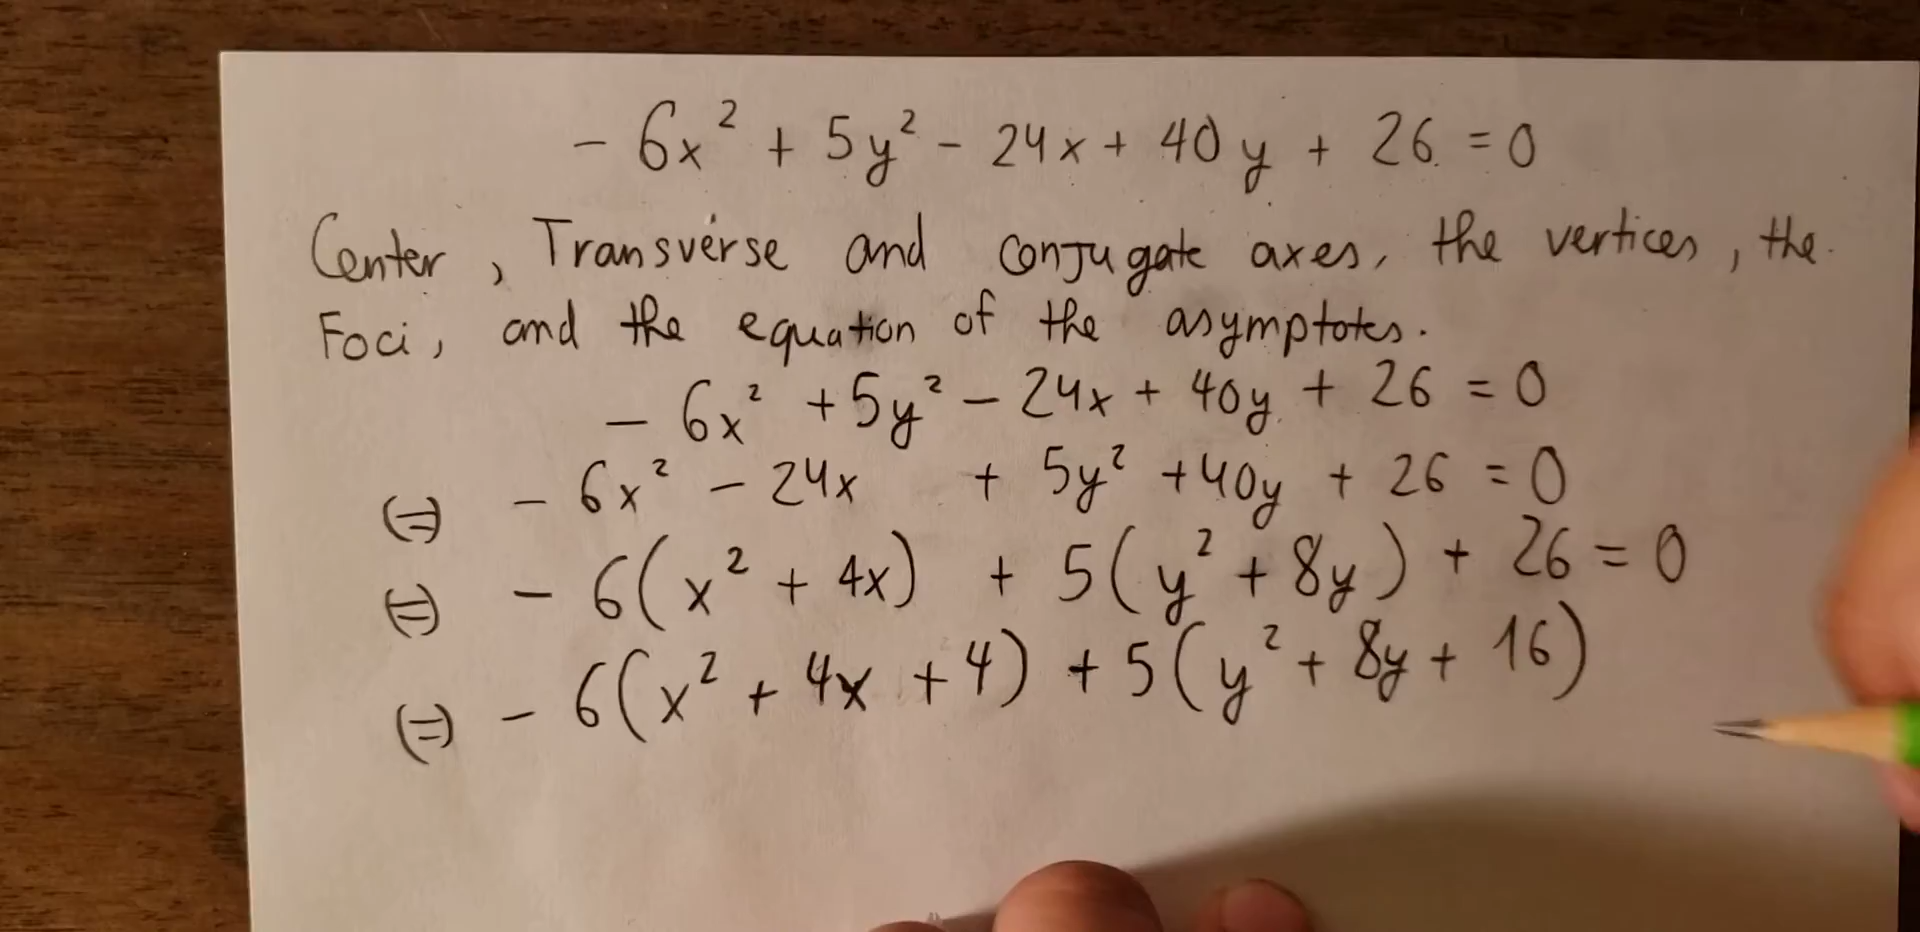 - 6x² + 5y² - 24x + 40y + 26 = 0
Center, Transverse and conjugate axes, the vertices, the
Foci, and the equation of the asymptotes.
- 6x² + 5y² - 24x + 40y + 26 = 0
(=) - 6x² - 24x + 5y² + 40y + 26 = 0
(=) - 6(x² + 4x) + 5(y² + 8y) + 26 = 0
(=) - 6(x² + 4x + 4) + 5(y² + 8y + 16)